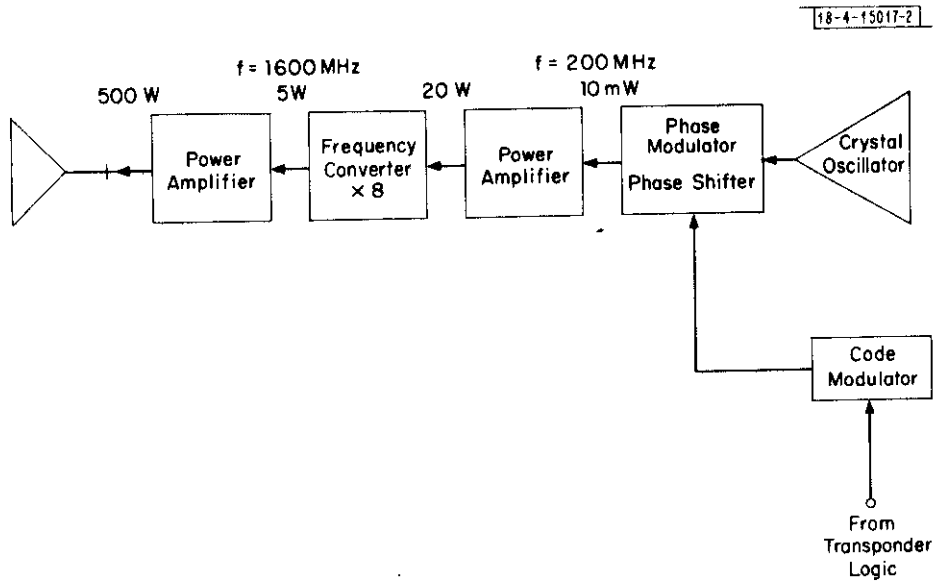 18-4-15017-2
f = 1600 MHz
f = 200 MHz
500 W
5W
20 W
10 mW
Power
Amplifier
Frequency
Converter
× 8
Power
Amplifier
Phase
Modulator
Phase Shifter
Crystal
Oscillator
Code
Modulator
From
Transponder
Logic